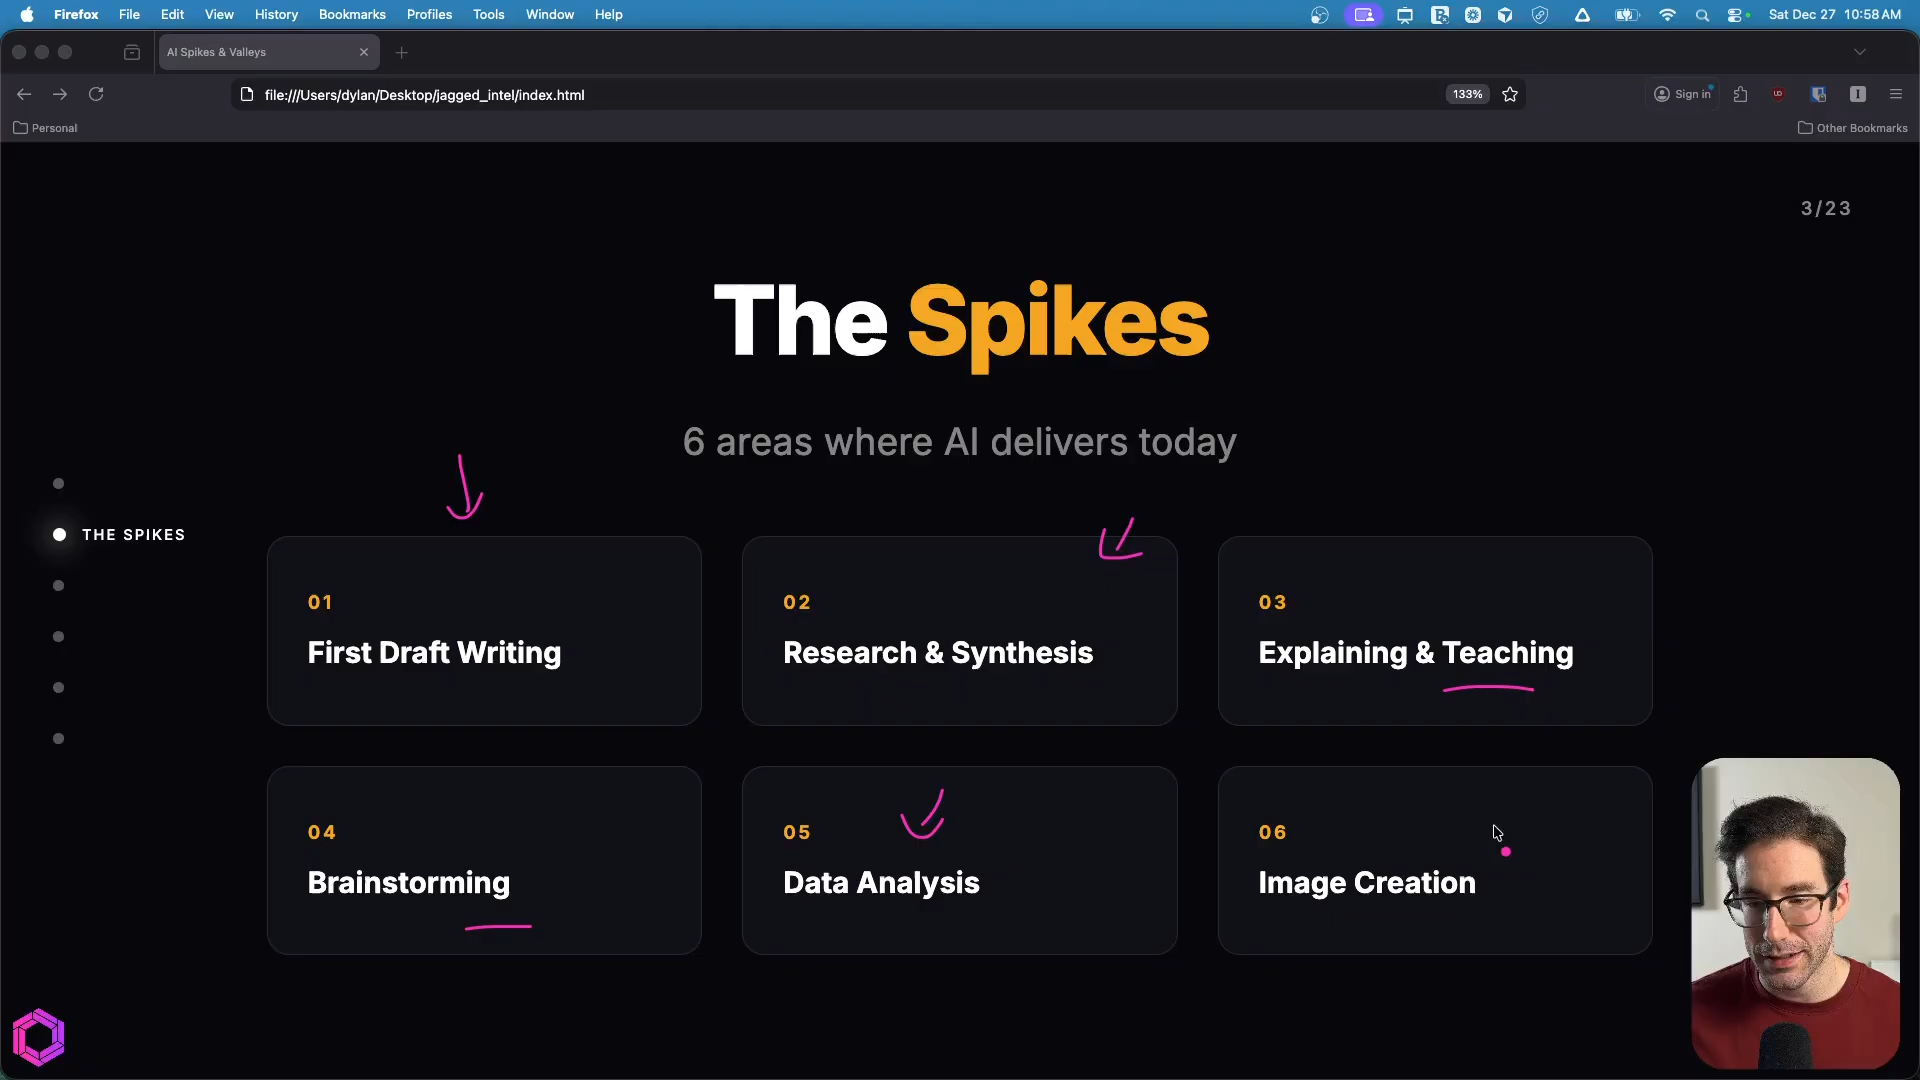 Firefox File Edit View History Bookmarks Profiles Tools Window Help Sat Dec 27 10:58 AM
AI Spikes & Valleys
file:///Users/dylan/Desktop/jagged_intel/index.html 133% Sign in
Personal Other Bookmarks
3/23
The Spikes
6 areas where AI delivers today
THE SPIKES
01
First Draft Writing
02
Research & Synthesis
03
Explaining & Teaching
04
Brainstorming
05
Data Analysis
06
Image Creation